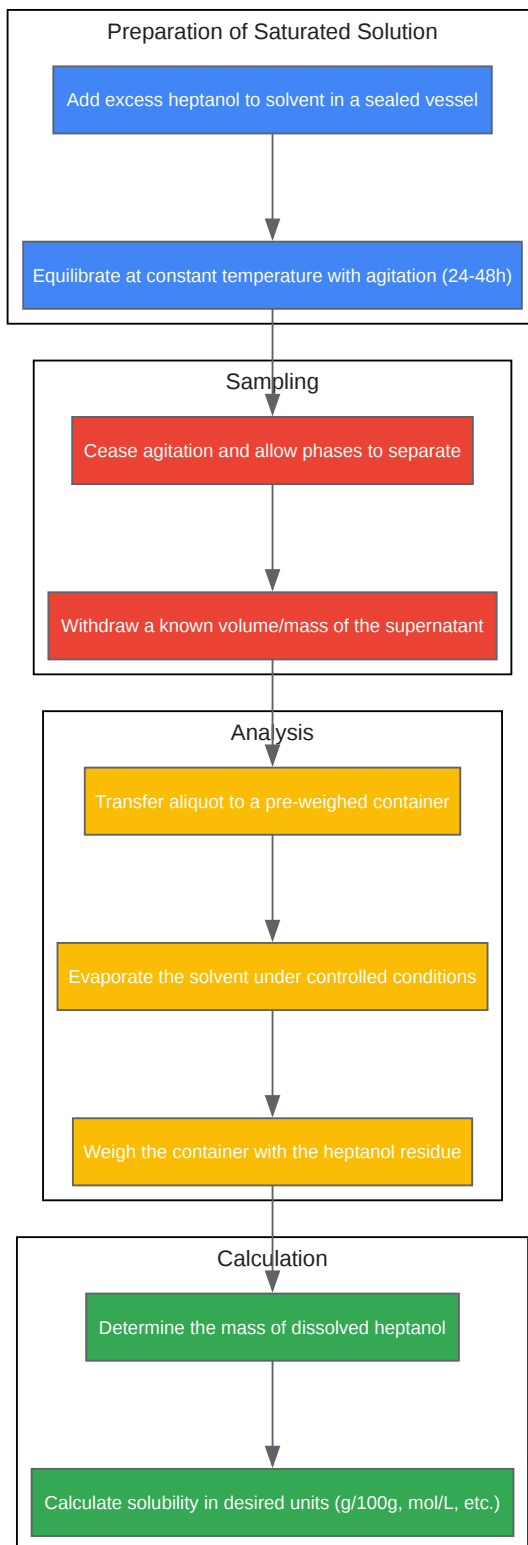 Preparation of Saturated Solution
Add excess heptanol to solvent in a sealed vessel
Equilibrate at constant temperature with agitation (24-48h)
Sampling
Cease agitation and allow phases to separate
Withdraw a known volume/mass of the supernatant
Analysis
Transfer aliquot to a pre-weighed container
Evaporate the solvent under controlled conditions
Weigh the container with the heptanol residue
Calculation
Determine the mass of dissolved heptanol
Calculate solubility in desired units (g/100g, mol/L, etc.)